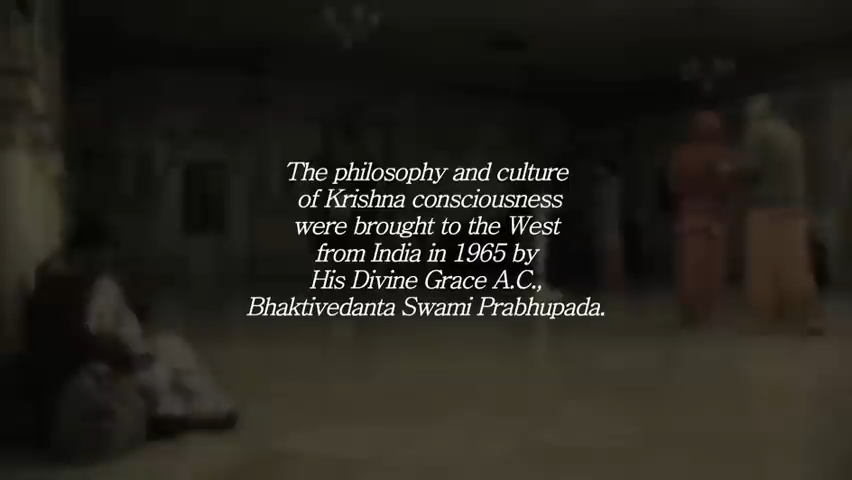 The philosophy and culture
of Krishna consciousness
were brought to the West
from India in 1965 by
His Divine Grace A.C.,
Bhaktivedanta Swami Prabhupada.